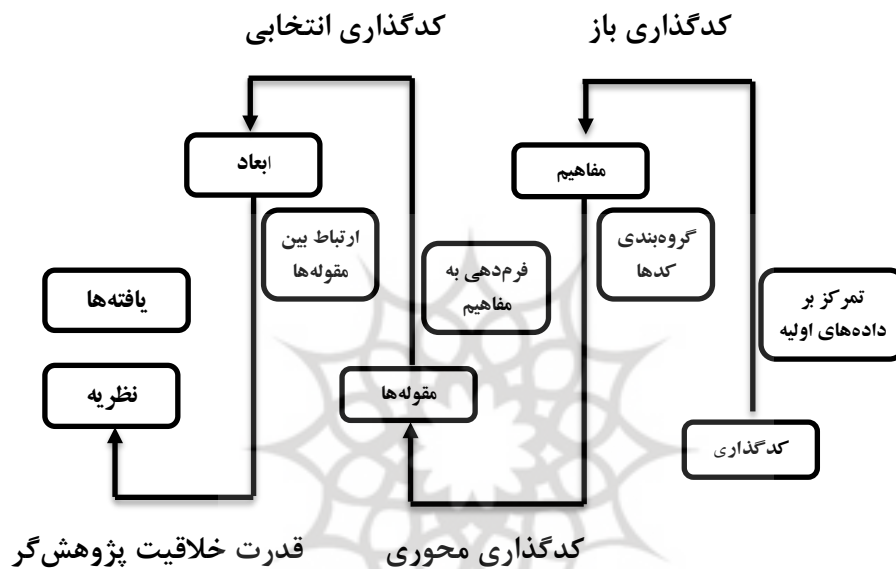 کدگذاری باز
کدگذاری انتخابی
مفاهیم
ابعاد
گروه‌بندی
کدها
ارتباط بین
مقوله‌ها
فرم‌دهی به
مفاهیم
تمرکز بر
داده‌های اولیه
یافته‌ها
نظریه
مقوله‌ها
کدگذاری
کدگذاری محوری
قدرت خلاقیت پژوهش‌گر